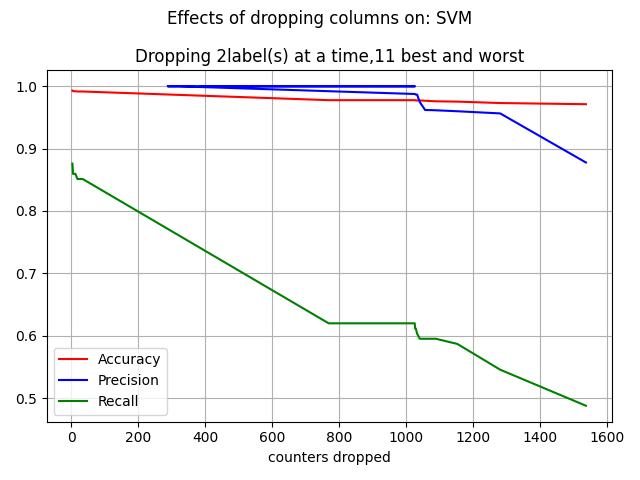 Effects of dropping columns on: SVM
Dropping 2label(s) at a time,11 best and worst
1.0
0.9
0.8
0.7
0.6
0.5
Accuracy
Precision
Recall
0 200 400 600 800 1000 1200 1400 1600
counters dropped